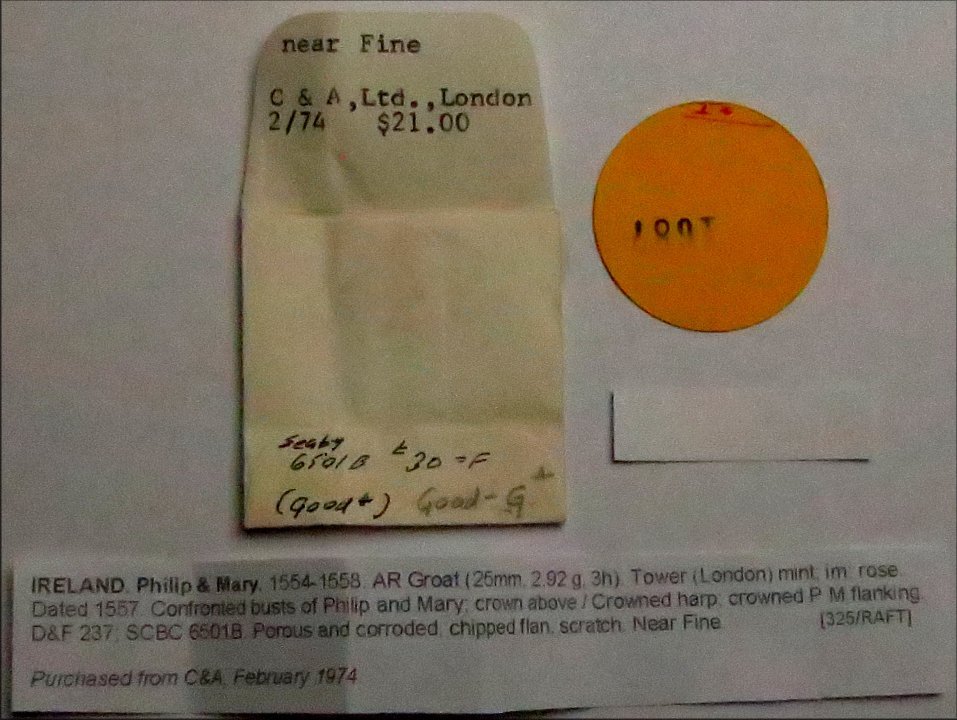 near Fine
C & A, Ltd., London
2/74 $21.00
Seaby
6501B £30 = F
(Good+) Good - G
IRELAND. Philip & Mary. 1554-1558. AR Groat (25mm, 2.92 g, 3h). Tower (London) mint; im: rose.
Dated 1557. Confronted busts of Philip and Mary; crown above / Crowned harp; crowned P M flanking.
D&F 237; SCBC 6501B. Porous and corroded, chipped flan, scratch. Near Fine. [325/RAFT]
Purchased from C&A, February 1974.